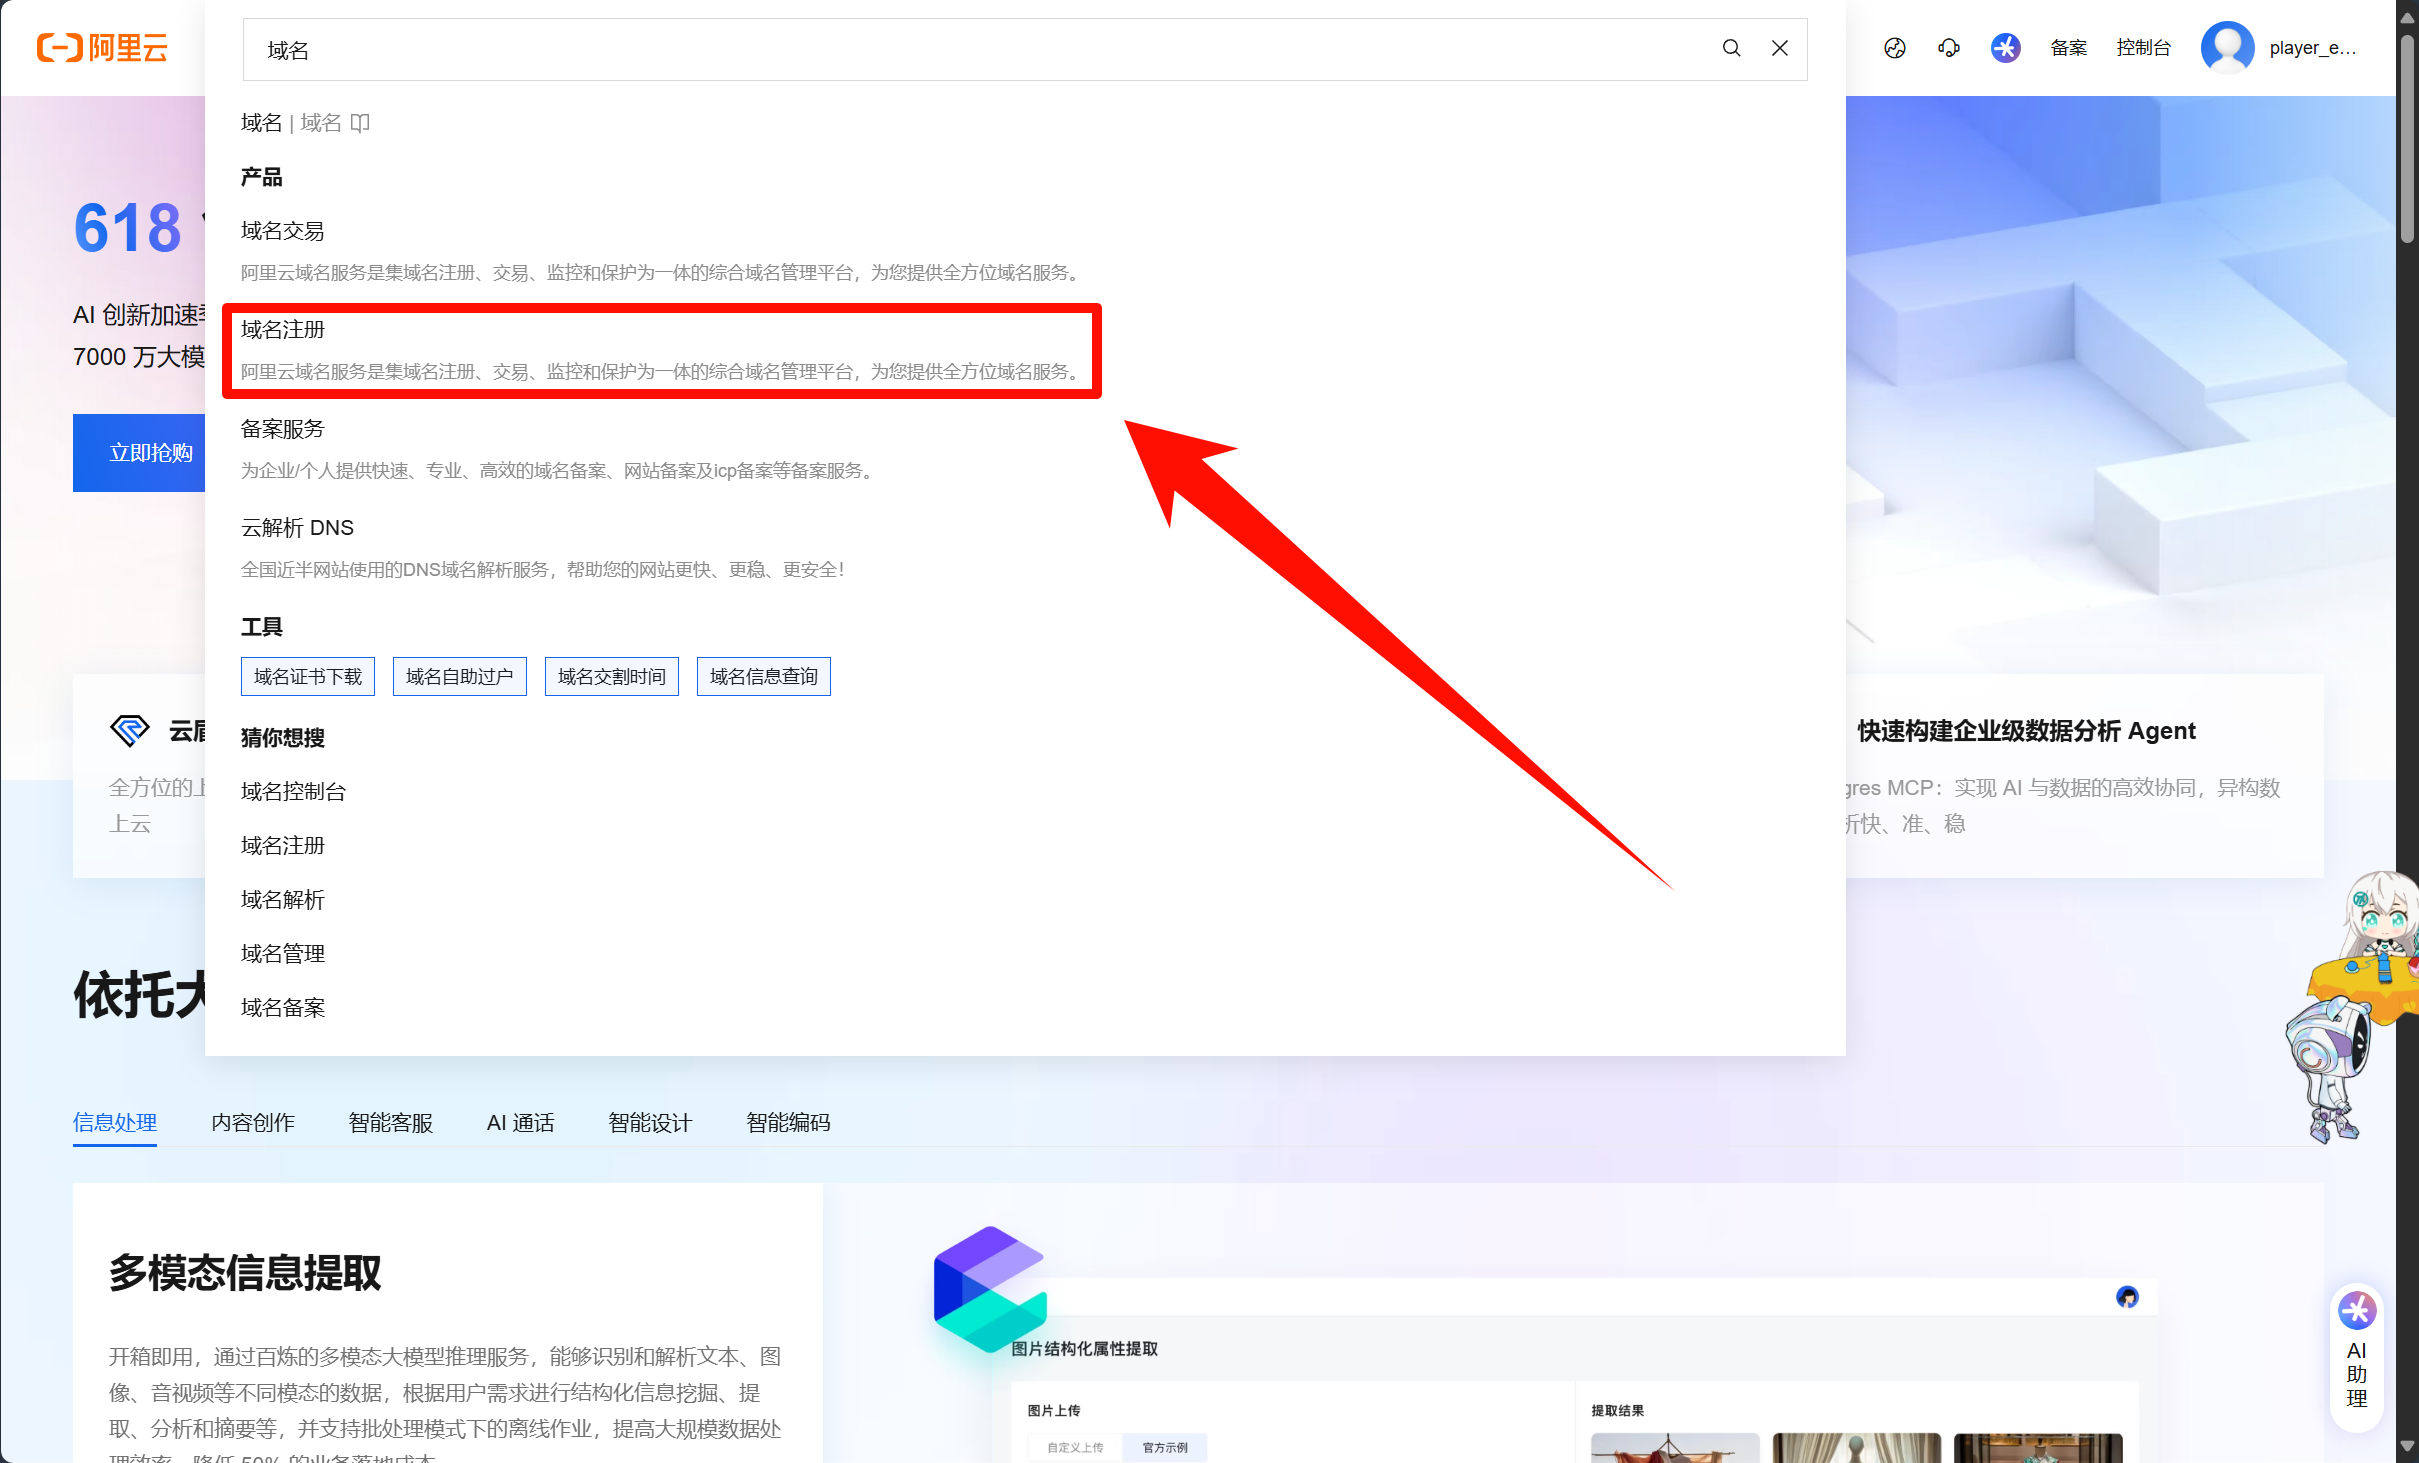 阿里云
域名
备案
控制台
player_e...
域名 | 域名
产品
域名交易
阿里云域名服务是集域名注册、交易、监控和保护为一体的综合域名管理平台，为您提供全方位域名服务。
域名注册
阿里云域名服务是集域名注册、交易、监控和保护为一体的综合域名管理平台，为您提供全方位域名服务。
备案服务
为企业/个人提供快速、专业、高效的域名备案、网站备案及icp备案等备案服务。
云解析 DNS
全国近半网站使用的DNS域名解析服务，帮助您的网站更快、更稳、更安全！
工具
域名证书下载
域名自助过户
域名交割时间
域名信息查询
猜你想搜
域名控制台
域名注册
域名解析
域名管理
域名备案
618
AI 创新加速
7000 万大模
立即抢购
云
全方位的上
上云
快速构建企业级数据分析 Agent
gres MCP：实现 AI 与数据的高效协同，异构数
析快、准、稳
依托大
信息处理
内容创作
智能客服
AI 通话
智能设计
智能编码
多模态信息提取
开箱即用，通过百炼的多模态大模型推理服务，能够识别和解析文本、图
像、音视频等不同模态的数据，根据用户需求进行结构化信息挖掘、提
取、分析和摘要等，并支持批处理模式下的离线作业，提高大规模数据处
理效率，降低 50% 的业务落地成本
图片结构化属性提取
图片上传
自定义上传
官方示例
提取结果
AI
助
理